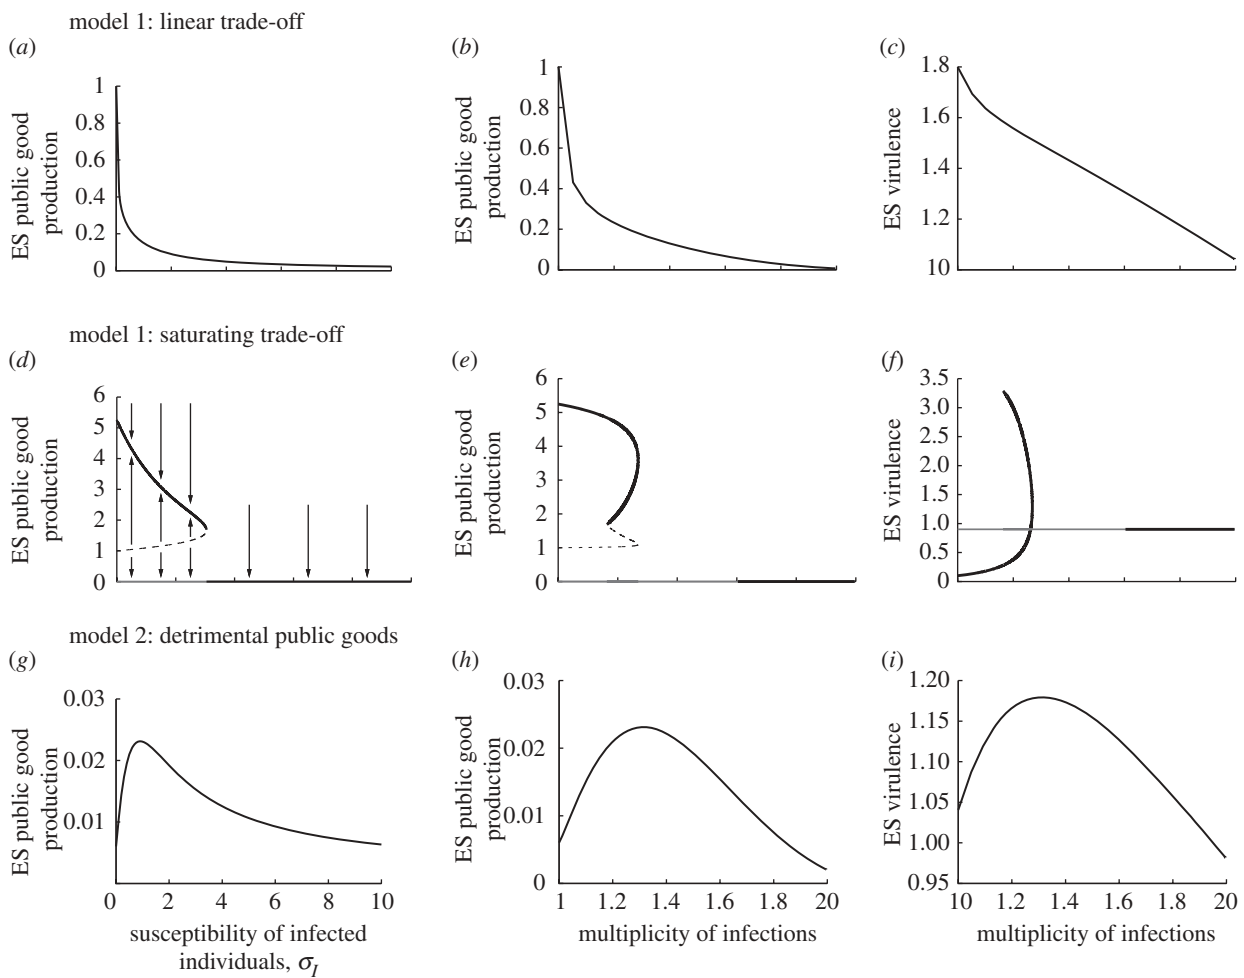 model 1: linear trade-off
(a)
(b)
(c)
ES public good
production
1
0.8
0.6
0.4
0.2
0
ES public good
production
1
0.8
0.6
0.4
0.2
0
ES virulence
1.8
1.6
1.4
1.2
10
model 1: saturating trade-off
(d)
(e)
(f)
ES public good
production
6
5
4
3
2
1
0
ES public good
production
6
5
4
3
2
1
0
ES virulence
3.5
3.0
2.5
2.0
1.5
1.0
0.5
0
model 2: detrimental public goods
(g)
(h)
(i)
ES public good
production
0.03
0.02
0.01
0 2 4 6 8 10
susceptibility of infected
individuals, σI
ES public good
production
0.03
0.02
0.01
0
1 1.2 1.4 1.6 1.8 20
multiplicity of infections
ES virulence
1.20
1.15
1.10
1.05
1.00
0.95
10 1.2 1.4 1.6 1.8 20
multiplicity of infections